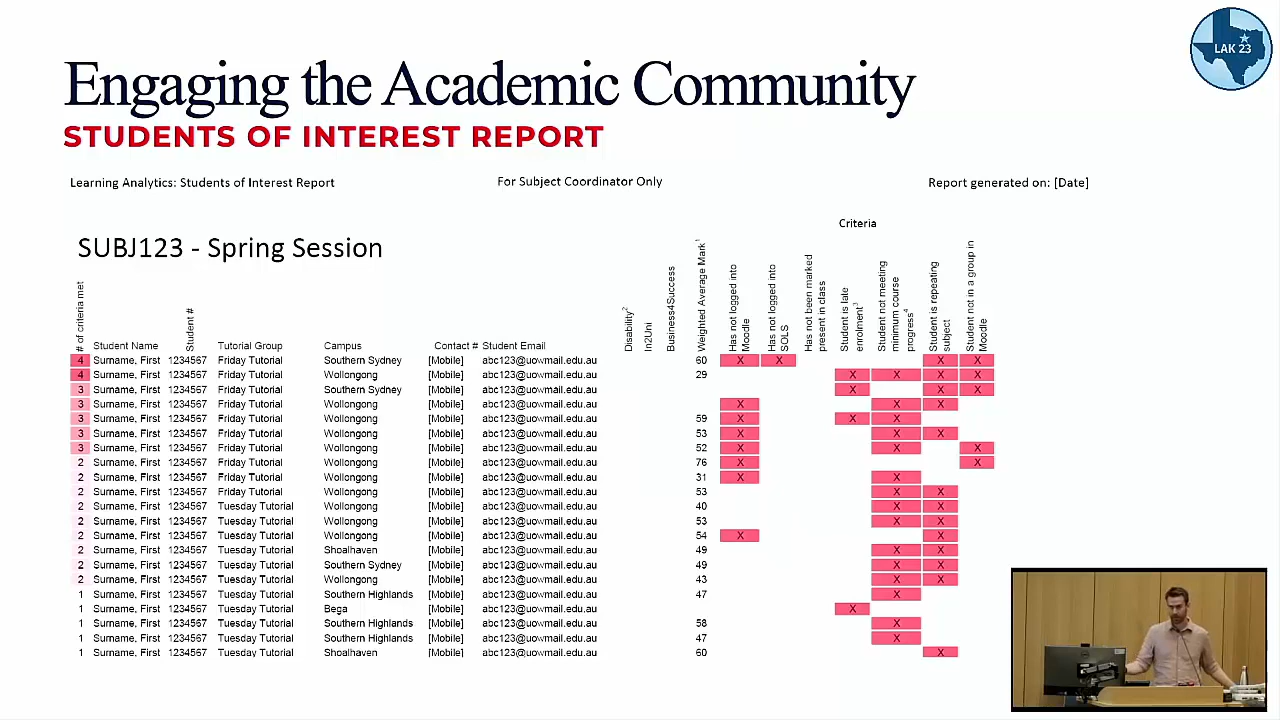 LAK 23
Engaging the Academic Community
STUDENTS OF INTEREST REPORT
Learning Analytics: Students of Interest Report For Subject Coordinator Only Report generated on: [Date]
Criteria
SUBJ123 - Spring Session
# of criteria met Student Name Student # Tutorial Group Campus Contact # Student Email Disability2 In2Uni Business4Success Weighted Average Mark1 Has not logged into Moodle Has not logged into SOLS Has not been marked present in class Student is late enrolment3 Student not meeting minimum course progress4 Student is repeating subject Student not in a group in Moodle
4 Surname, First 1234567 Friday Tutorial Southern Sydney [Mobile] abc123@uowmail.edu.au 60 X X X X
4 Surname, First 1234567 Friday Tutorial Wollongong [Mobile] abc123@uowmail.edu.au 29 X X X X
3 Surname, First 1234567 Friday Tutorial Southern Sydney [Mobile] abc123@uowmail.edu.au X X X
3 Surname, First 1234567 Friday Tutorial Wollongong [Mobile] abc123@uowmail.edu.au X X X
3 Surname, First 1234567 Friday Tutorial Wollongong [Mobile] abc123@uowmail.edu.au 59 X X X
3 Surname, First 1234567 Friday Tutorial Wollongong [Mobile] abc123@uowmail.edu.au 53 X X X
3 Surname, First 1234567 Friday Tutorial Wollongong [Mobile] abc123@uowmail.edu.au 52 X X X
2 Surname, First 1234567 Friday Tutorial Wollongong [Mobile] abc123@uowmail.edu.au 76 X X
2 Surname, First 1234567 Friday Tutorial Wollongong [Mobile] abc123@uowmail.edu.au 31 X X
2 Surname, First 1234567 Friday Tutorial Wollongong [Mobile] abc123@uowmail.edu.au 53 X X
2 Surname, First 1234567 Tuesday Tutorial Wollongong [Mobile] abc123@uowmail.edu.au 40 X X
2 Surname, First 1234567 Tuesday Tutorial Wollongong [Mobile] abc123@uowmail.edu.au 53 X X
2 Surname, First 1234567 Tuesday Tutorial Wollongong [Mobile] abc123@uowmail.edu.au 54 X X
2 Surname, First 1234567 Tuesday Tutorial Shoalhaven [Mobile] abc123@uowmail.edu.au 49 X X
2 Surname, First 1234567 Tuesday Tutorial Southern Sydney [Mobile] abc123@uowmail.edu.au 49 X X
2 Surname, First 1234567 Tuesday Tutorial Wollongong [Mobile] abc123@uowmail.edu.au 43 X X
1 Surname, First 1234567 Tuesday Tutorial Southern Highlands [Mobile] abc123@uowmail.edu.au 47 X
1 Surname, First 1234567 Tuesday Tutorial Bega [Mobile] abc123@uowmail.edu.au X
1 Surname, First 1234567 Tuesday Tutorial Southern Highlands [Mobile] abc123@uowmail.edu.au 58 X
1 Surname, First 1234567 Tuesday Tutorial Southern Highlands [Mobile] abc123@uowmail.edu.au 47 X
1 Surname, First 1234567 Tuesday Tutorial Shoalhaven [Mobile] abc123@uowmail.edu.au 60 X